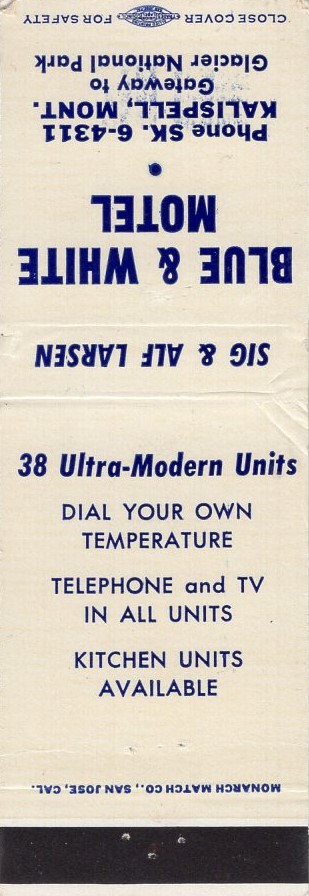 BLUE & WHITE
MOTEL
Phone SK. 6-4311
KALISPELL, MONT.
Gateway to
Glacier National Park
CLOSE COVER FOR SAFETY
SIG & ALF LARSEN
38 Ultra-Modern Units
DIAL YOUR OWN
TEMPERATURE
TELEPHONE and TV
IN ALL UNITS
KITCHEN UNITS
AVAILABLE
MONARCH MATCH CO., SAN JOSE, CAL.